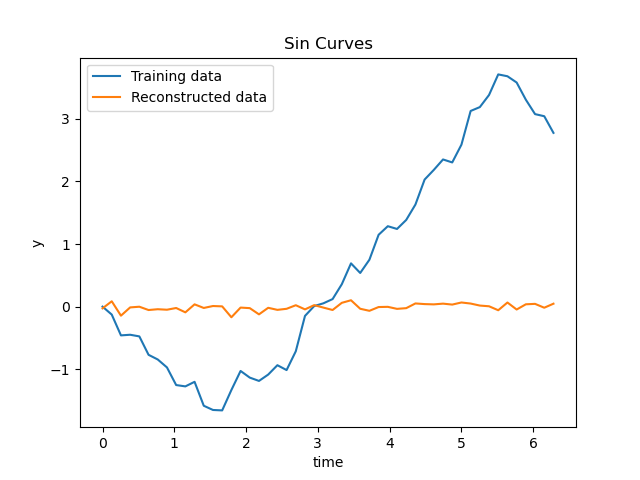 Sin Curves
Training data
Reconstructed data
3
2
1
0
−1
y
0
1
2
3
4
5
6
time